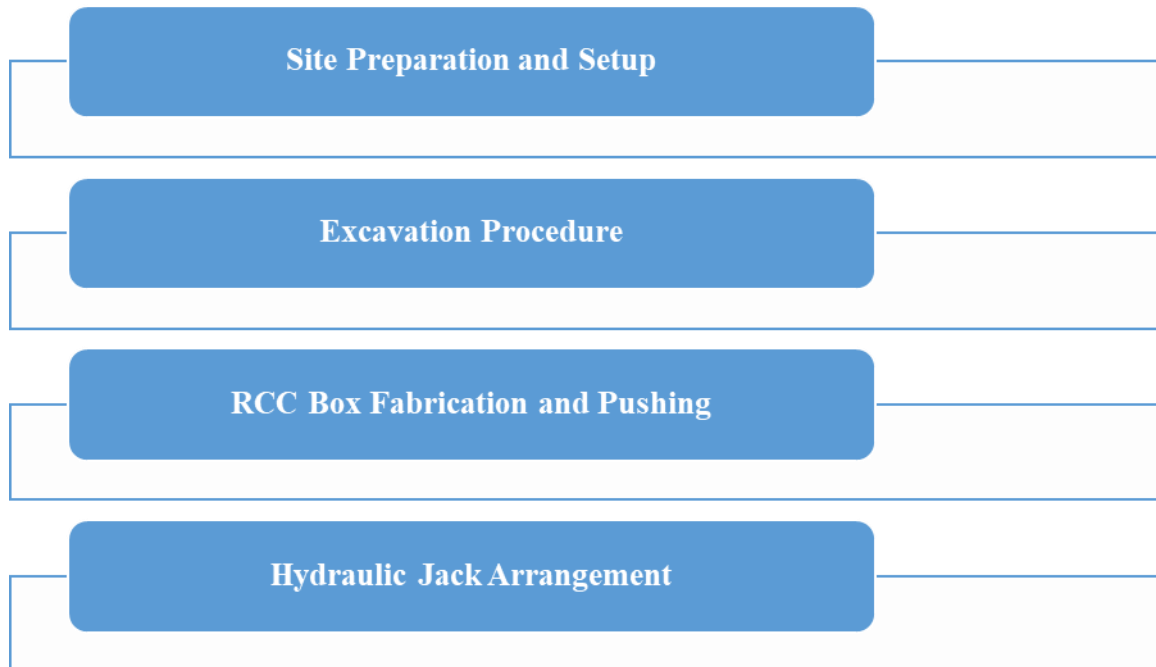 Site Preparation and Setup
Excavation Procedure
RCC Box Fabrication and Pushing
Hydraulic Jack Arrangement